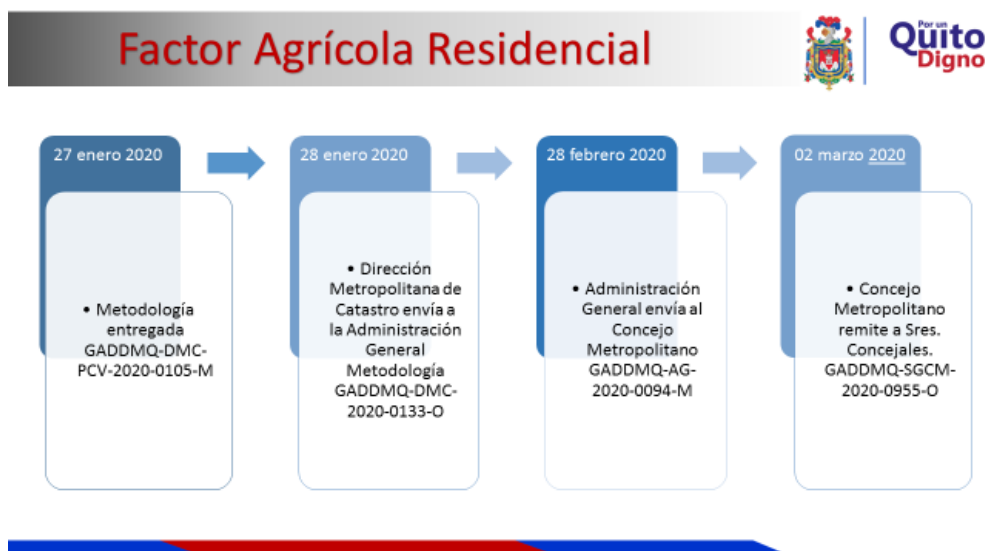 Factor Agrícola Residencial
Por un
Quito
Digno
27 enero 2020
• Metodología
entregada
GADDMQ-DMC-
PCV-2020-0105-M
28 enero 2020
• Dirección
Metropolitana de
Catastro envía a
la Administración
General
Metodología
GADDMQ-DMC-
2020-0133-O
28 febrero 2020
• Administración
General envía al
Concejo
Metropolitano
GADDMQ-AG-
2020-0094-M
02 marzo 2020
• Concejo
Metropolitano
remite a Sres.
Concejales.
GADDMQ-SGCM-
2020-0955-O